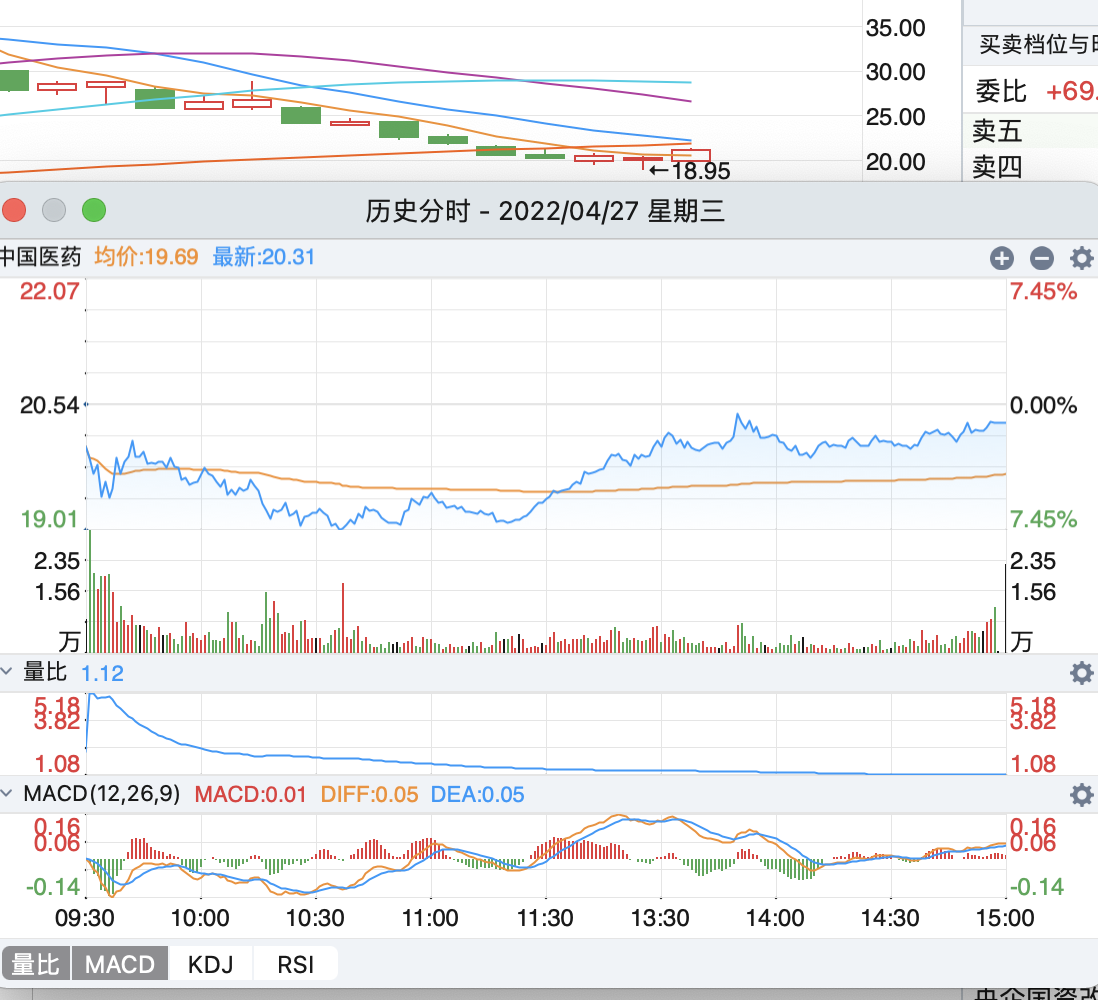 35.00
买卖档位与
30.00
委比 +69.
25.00
卖五
20.00
卖四
←18.95
历史分时 - 2022/04/27 星期三
中国医药 均价:19.69 最新:20.31
22.07 7.45%
20.54 0.00%
19.01 7.45%
2.35 2.35
1.56 1.56
万 万
量比 1.12
5.18 5.18
3.82 3.82
1.08 1.08
MACD(12,26,9) MACD:0.01 DIFF:0.05 DEA:0.05
0.16 0.16
0.06 0.06
-0.14 -0.14
09:30 10:00 10:30 11:00 11:30 13:30 14:00 14:30 15:00
量比 MACD KDJ RSI